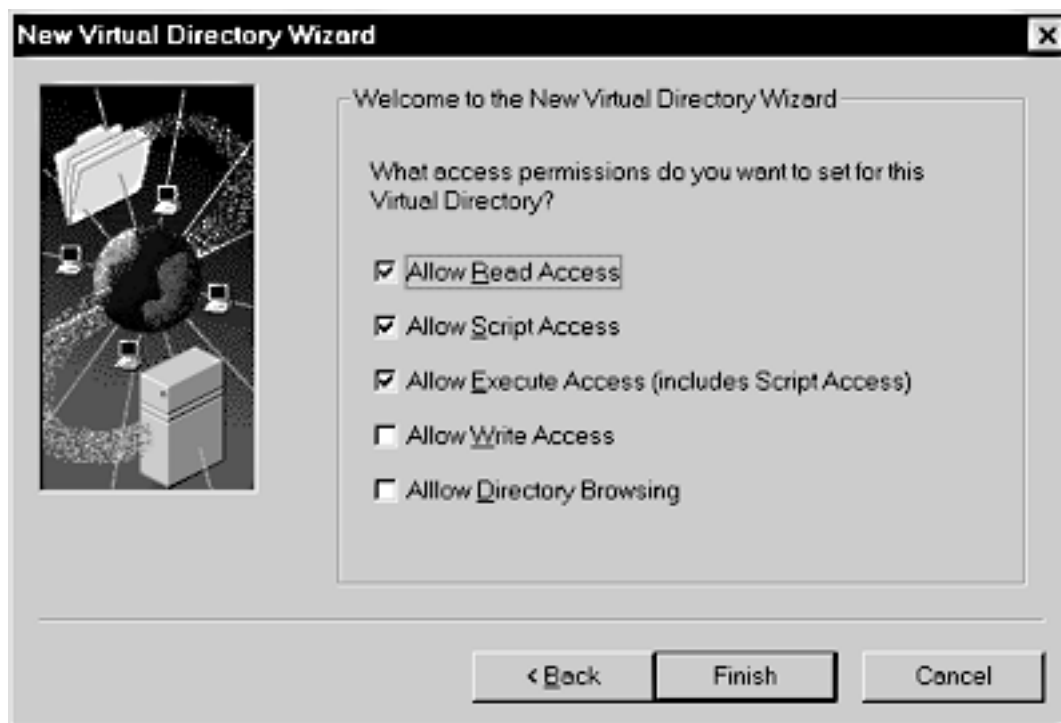 New Virtual Directory Wizard
Welcome to the New Virtual Directory Wizard
What access permissions do you want to set for this
Virtual Directory?
Allow Read Access
Allow Script Access
Allow Execute Access (includes Script Access)
Allow Write Access
Alllow Directory Browsing
< Back
Finish
Cancel